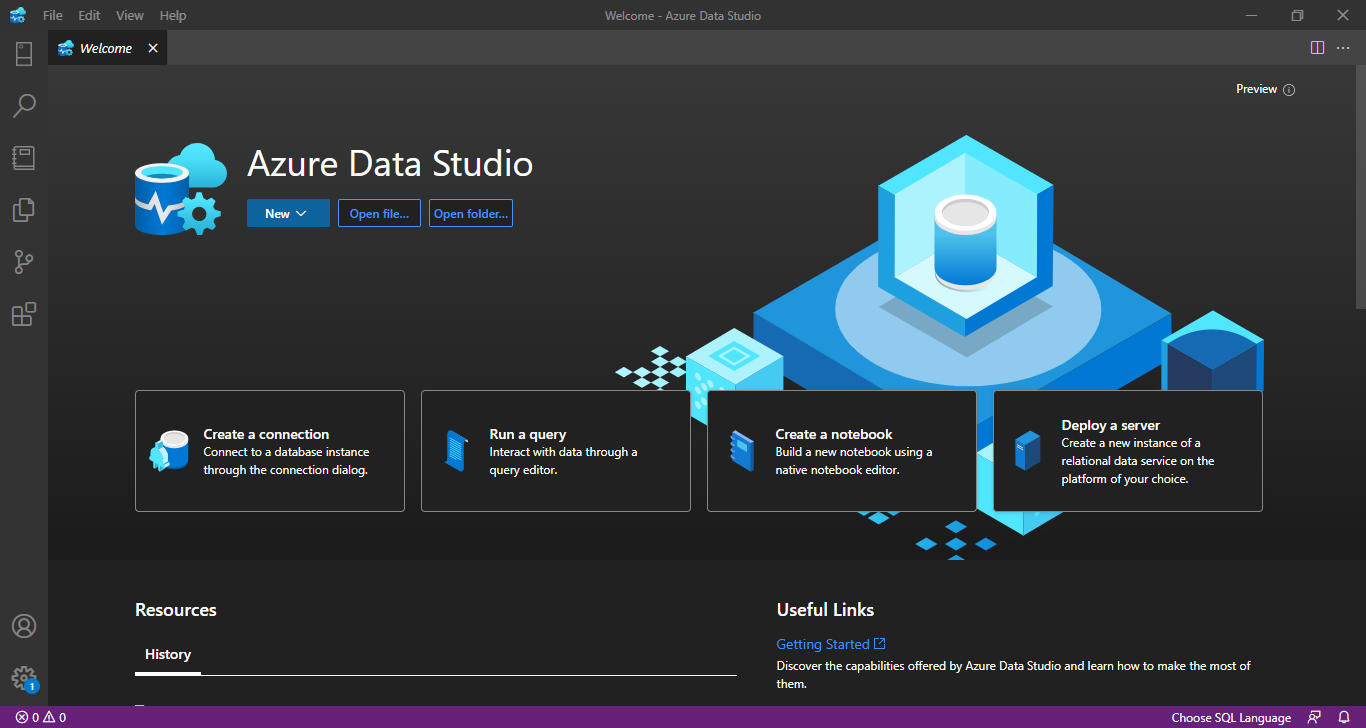 File Edit View Help
Welcome - Azure Data Studio
Welcome
Preview
Azure Data Studio
New
Open file...
Open folder...
Create a connection
Connect to a database instance
through the connection dialog.
Run a query
Interact with data through a
query editor.
Create a notebook
Build a new notebook using a
native notebook editor.
Deploy a server
Create a new instance of a
relational data service on the
platform of your choice.
Resources
History
Useful Links
Getting Started
Discover the capabilities offered by Azure Data Studio and learn how to make the most of
them.
1
0 0
Choose SQL Language